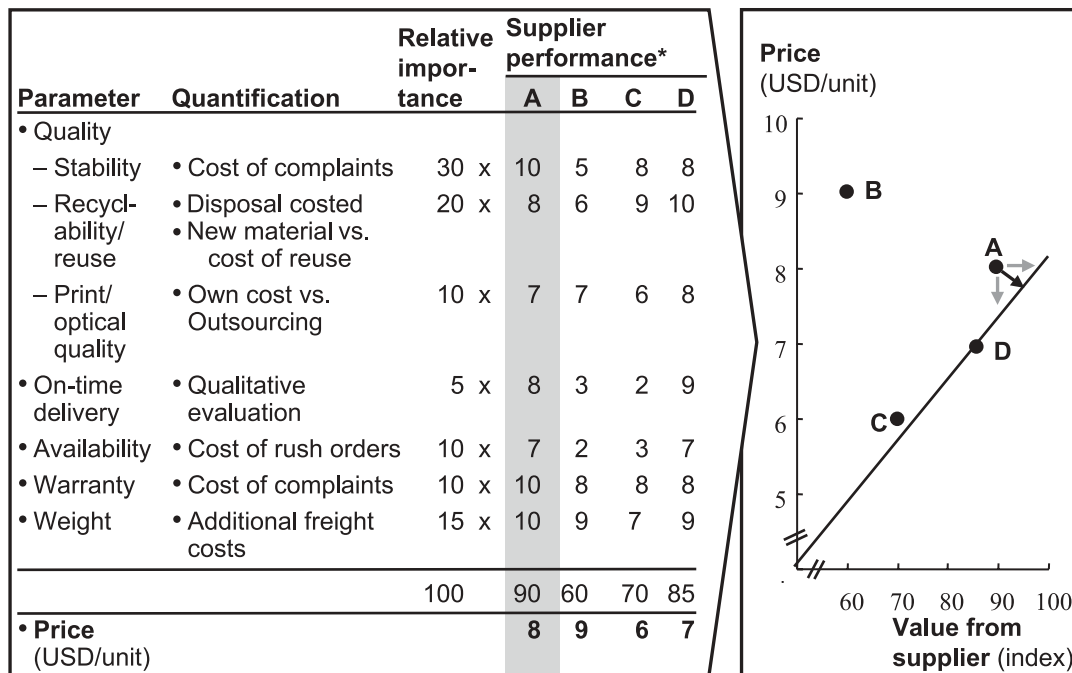 Relative impor-tance
Supplier performance*
Parameter Quantification A B C D
• Quality
– Stability • Cost of complaints 30 x 10 5 8 8
– Recycl- • Disposal costed 20 x 8 6 9 10
ability/ • New material vs.
reuse cost of reuse
– Print/ • Own cost vs. 10 x 7 7 6 8
optical Outsourcing
quality
• On-time • Qualitative 5 x 8 3 2 9
delivery evaluation
• Availability • Cost of rush orders 10 x 7 2 3 7
• Warranty • Cost of complaints 10 x 10 8 8 8
• Weight • Additional freight 15 x 10 9 7 9
costs
100 90 60 70 85
• Price 8 9 6 7
(USD/unit)
Price
(USD/unit)
10
9
8
7
6
5
B
A
D
C
60 70 80 90 100
Value from
supplier (index)